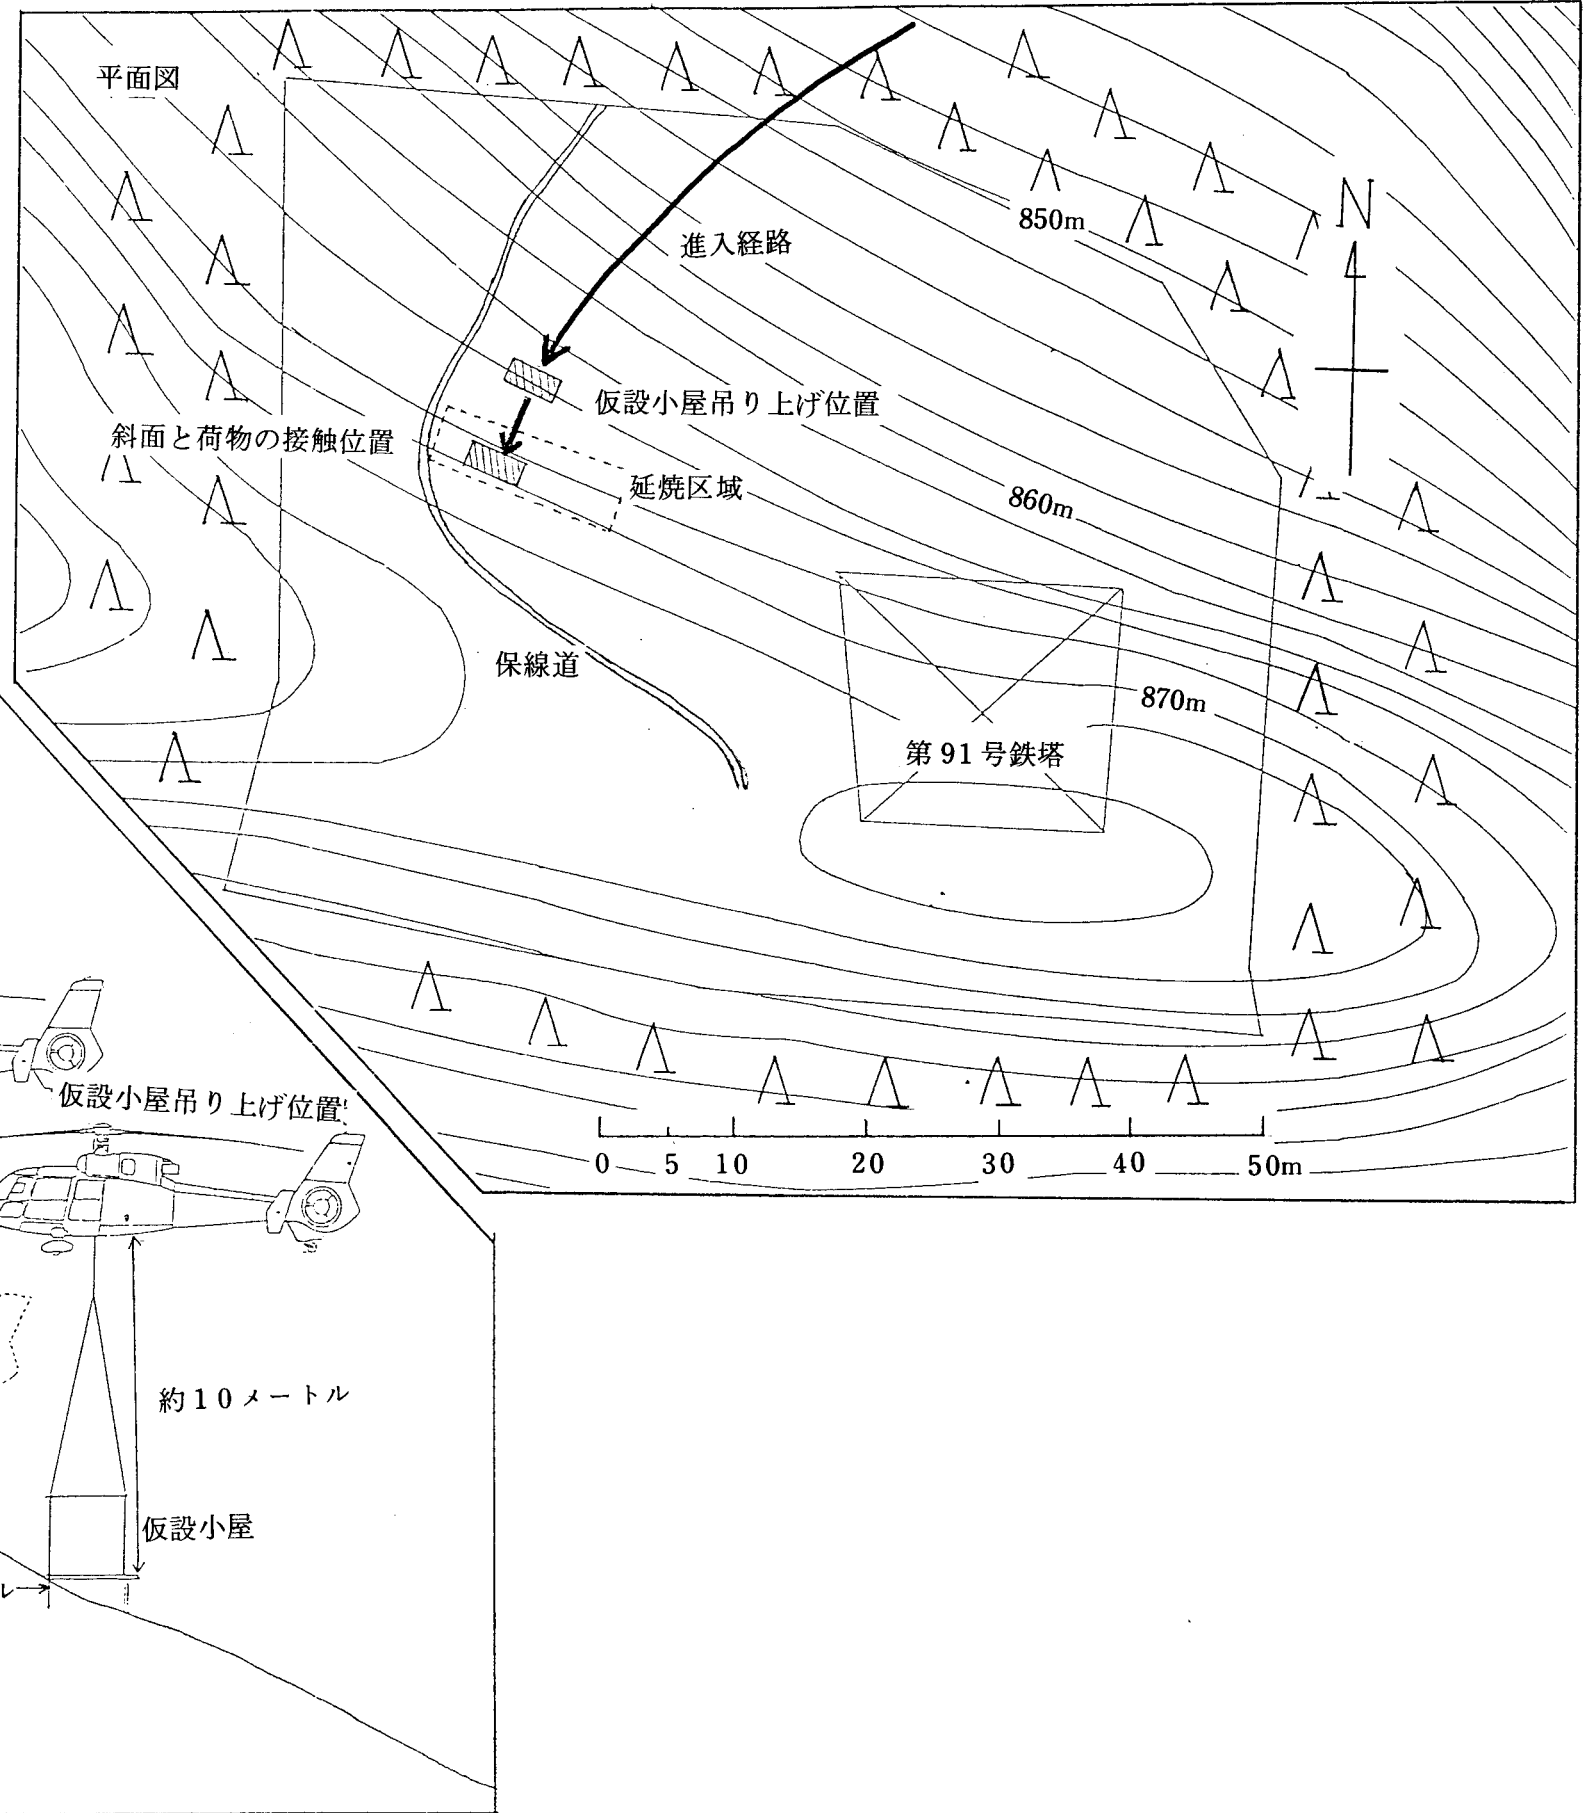 平面図
N
850m
進入経路
仮設小屋吊り上げ位置
斜面と荷物の接触位置
延焼区域
860m
保線道
870m
第91号鉄塔
0 5 10 20 30 40 50m
仮設小屋吊り上げ位置
約10メートル
仮設小屋
ル